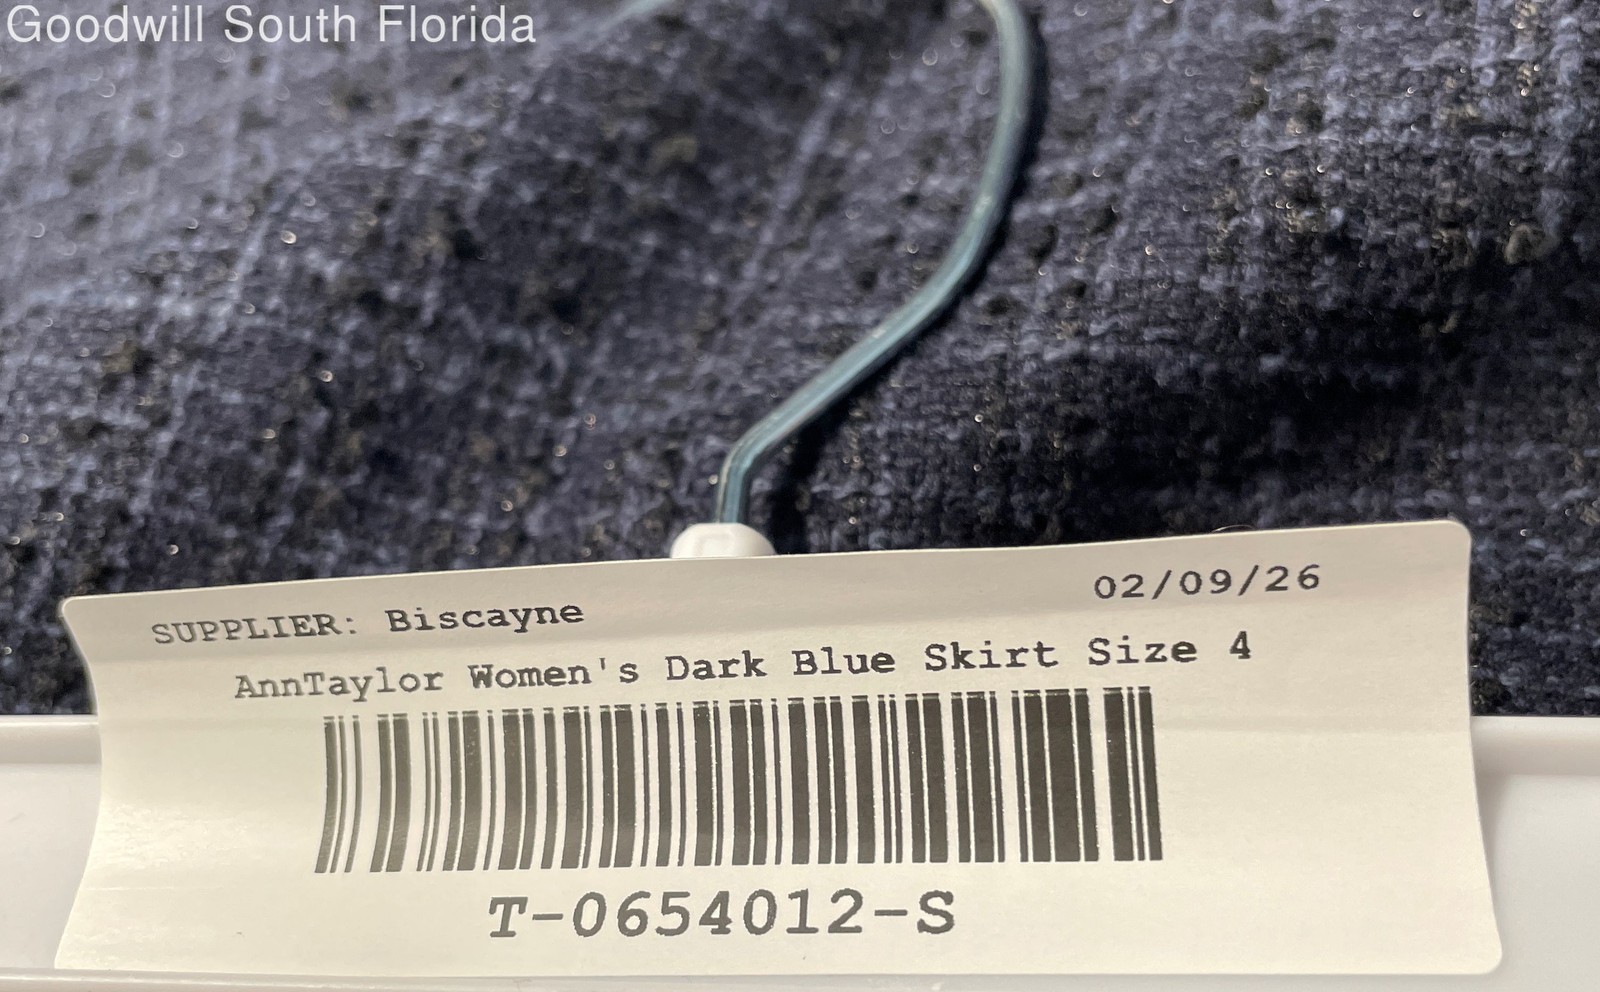 Goodwill South Florida
SUPPLIER: Biscayne
02/09/26
AnnTaylor Women's Dark Blue Skirt Size 4
T-0654012-S